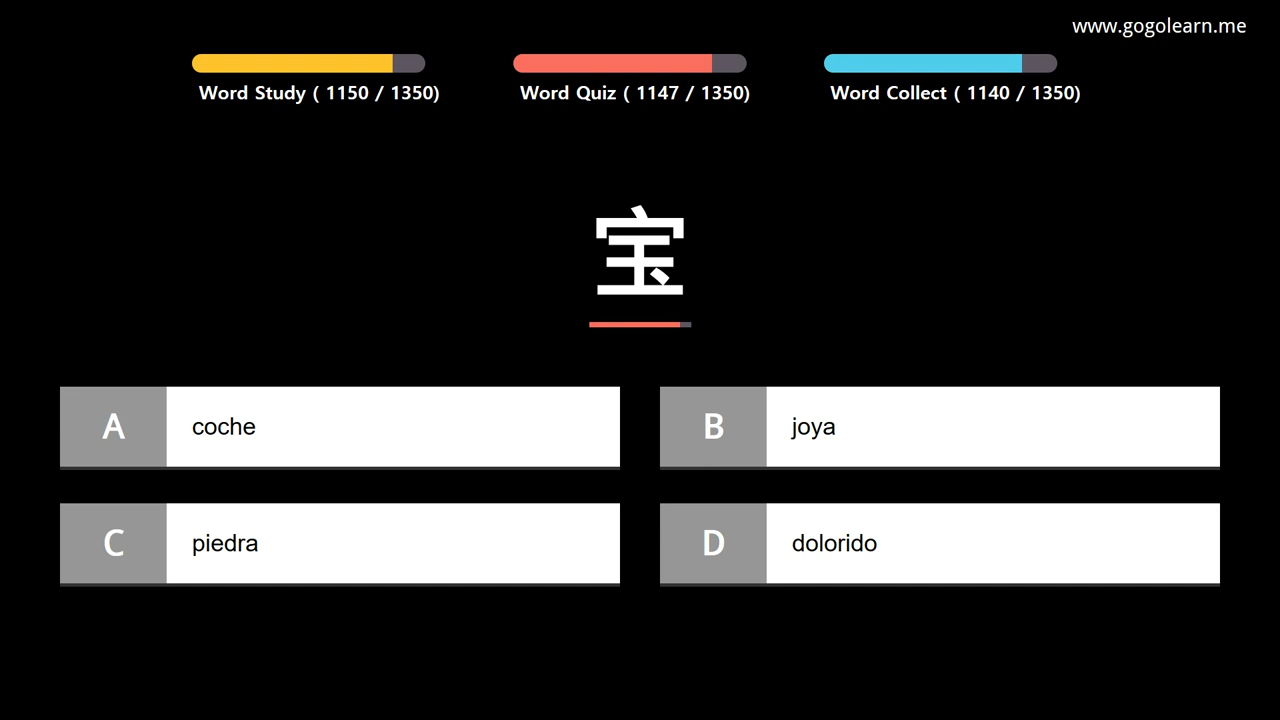 www.gogolearn.me
Word Study ( 1150 / 1350)
Word Quiz ( 1147 / 1350)
Word Collect ( 1140 / 1350)
宝
A coche
B joya
C piedra
D dolorido